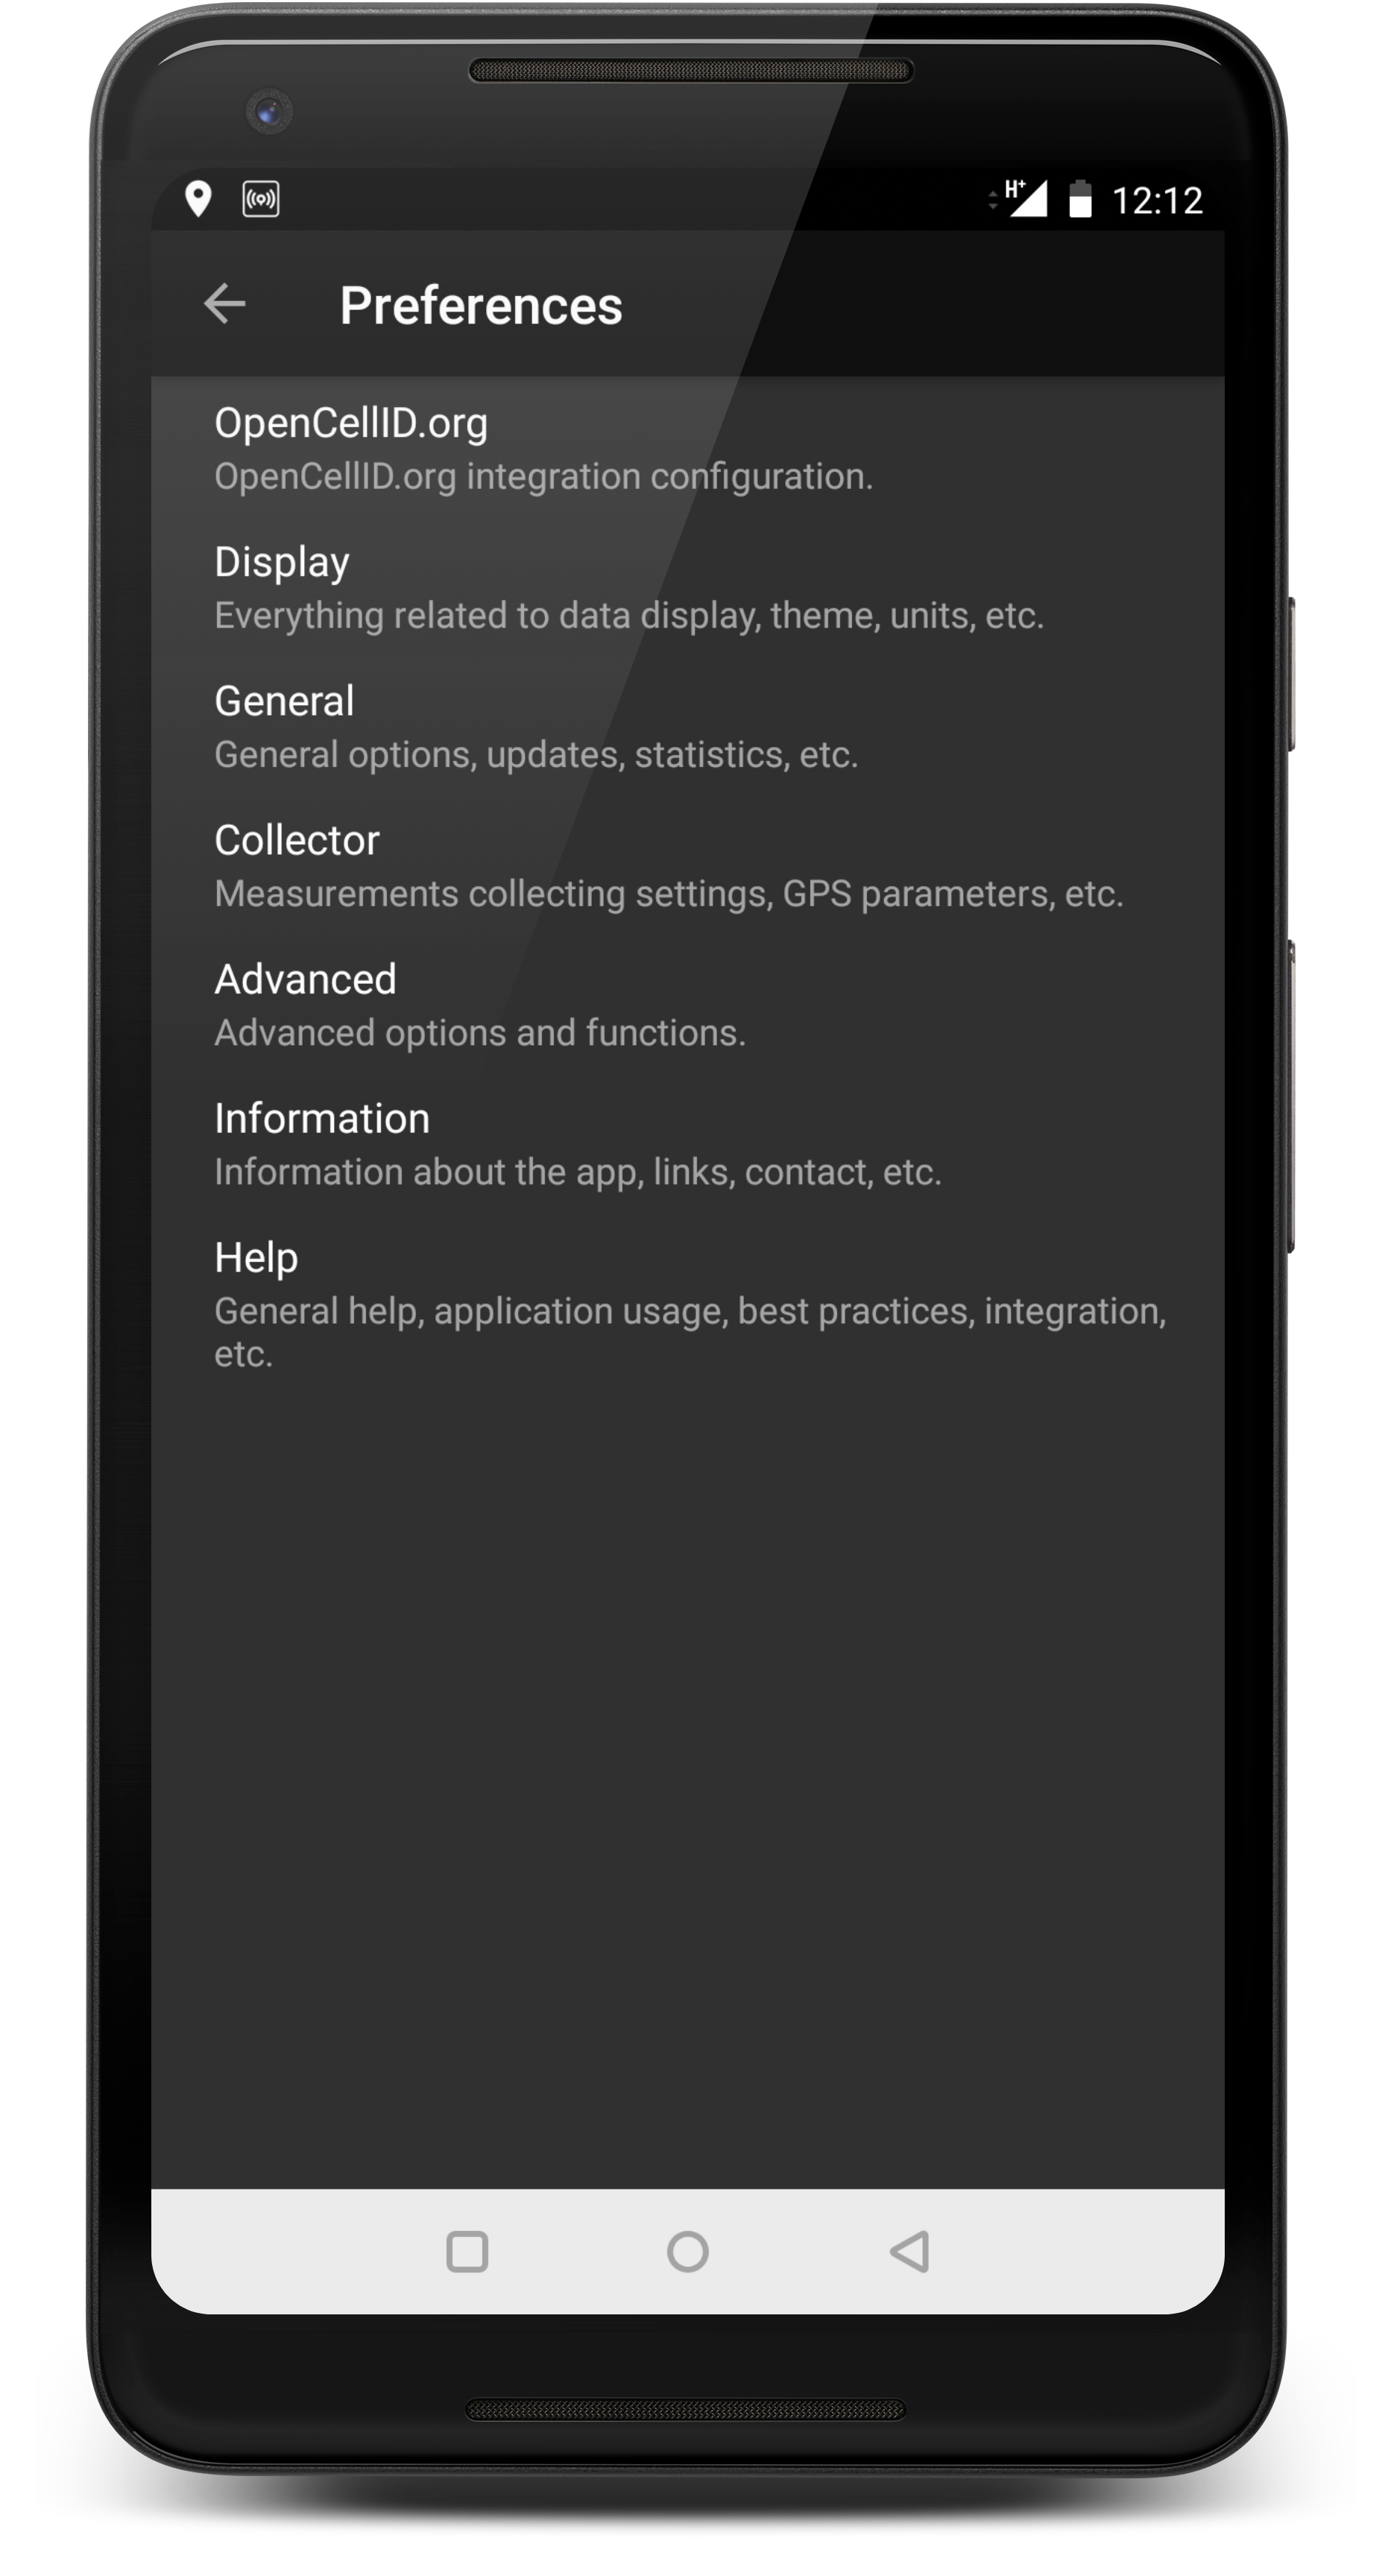 H+ 12:12
Preferences
OpenCellID.org
OpenCellID.org integration configuration.
Display
Everything related to data display, theme, units, etc.
General
General options, updates, statistics, etc.
Collector
Measurements collecting settings, GPS parameters, etc.
Advanced
Advanced options and functions.
Information
Information about the app, links, contact, etc.
Help
General help, application usage, best practices, integration,
etc.